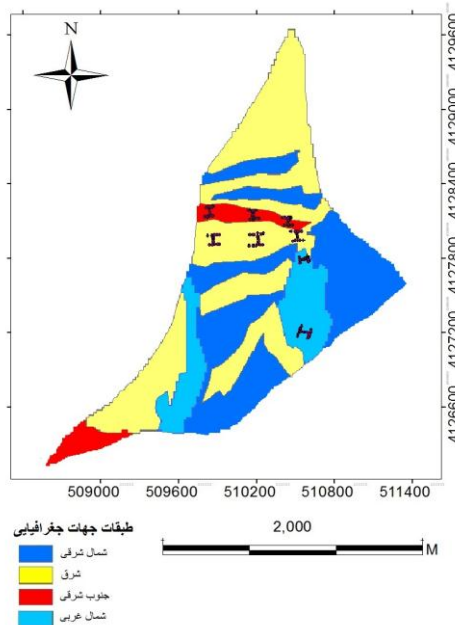 N
4129600
4129000
4128400
4127800
4127200
4126600
509000 509600 510200 510800 511400
طبقات جهات جغرافیایی
شمال شرقی
شرق
جنوب شرقی
شمال غربی
2,000
M